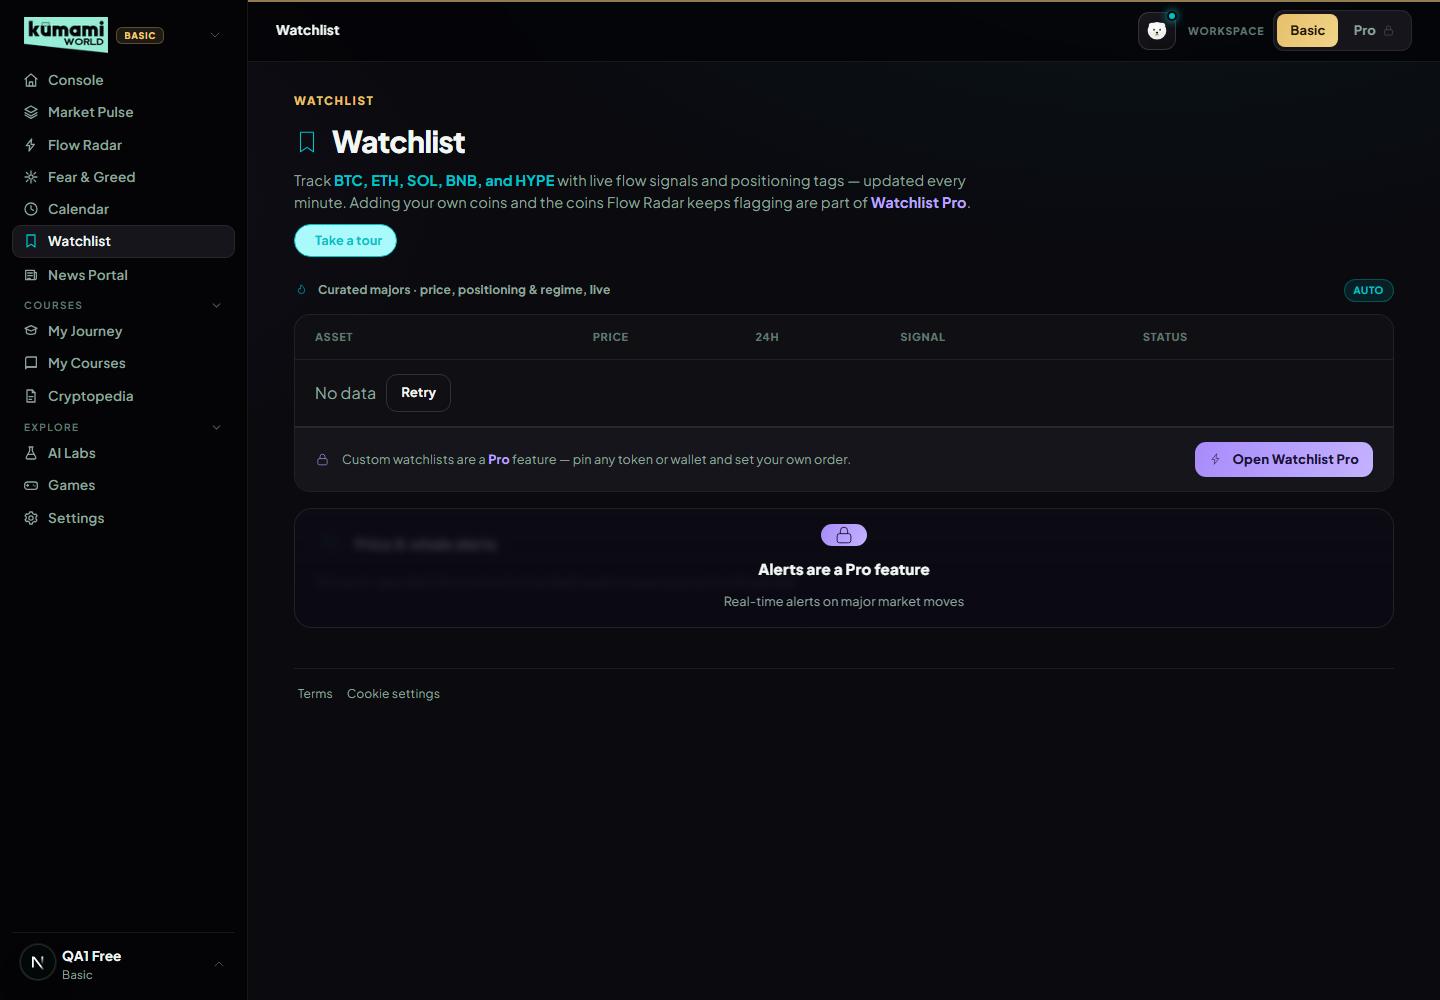 kūmami
WORLD
BASIC
Console
Market Pulse
Flow Radar
Fear & Greed
Calendar
Watchlist
News Portal
COURSES
My Journey
My Courses
Cryptopedia
EXPLORE
AI Labs
Games
Settings
QA1 Free
Basic
Watchlist
WORKSPACE
Basic
Pro
WATCHLIST
Watchlist
Track BTC, ETH, SOL, BNB, and HYPE with live flow signals and positioning tags — updated every
minute. Adding your own coins and the coins Flow Radar keeps flagging are part of Watchlist Pro.
Take a tour
Curated majors · price, positioning & regime, live
AUTO
ASSET PRICE 24H SIGNAL STATUS
No data Retry
Custom watchlists are a Pro feature — pin any token or wallet and set your own order.
Open Watchlist Pro
Price & whale alerts
Alerts are a Pro feature
Real-time alerts on major market moves
Terms Cookie settings